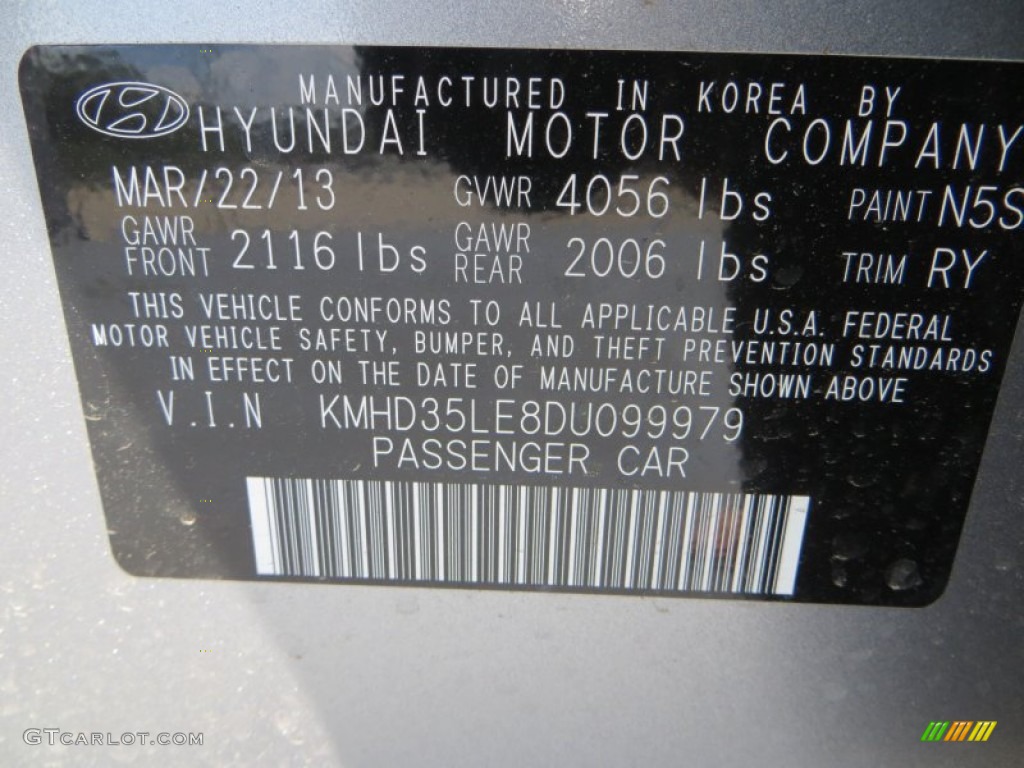 MANUFACTURED IN KOREA BY
HYUNDAI MOTOR COMPANY
MAR/22/13 GVWR 4056 lbs PAINT N5S
GAWR FRONT 2116 lbs GAWR REAR 2006 lbs TRIM RY
THIS VEHICLE CONFORMS TO ALL APPLICABLE U.S.A. FEDERAL
MOTOR VEHICLE SAFETY, BUMPER, AND THEFT PREVENTION STANDARDS
IN EFFECT ON THE DATE OF MANUFACTURE SHOWN ABOVE
V.I.N KMHD35LE8DU099979
PASSENGER CAR
GTCARLOT.COM